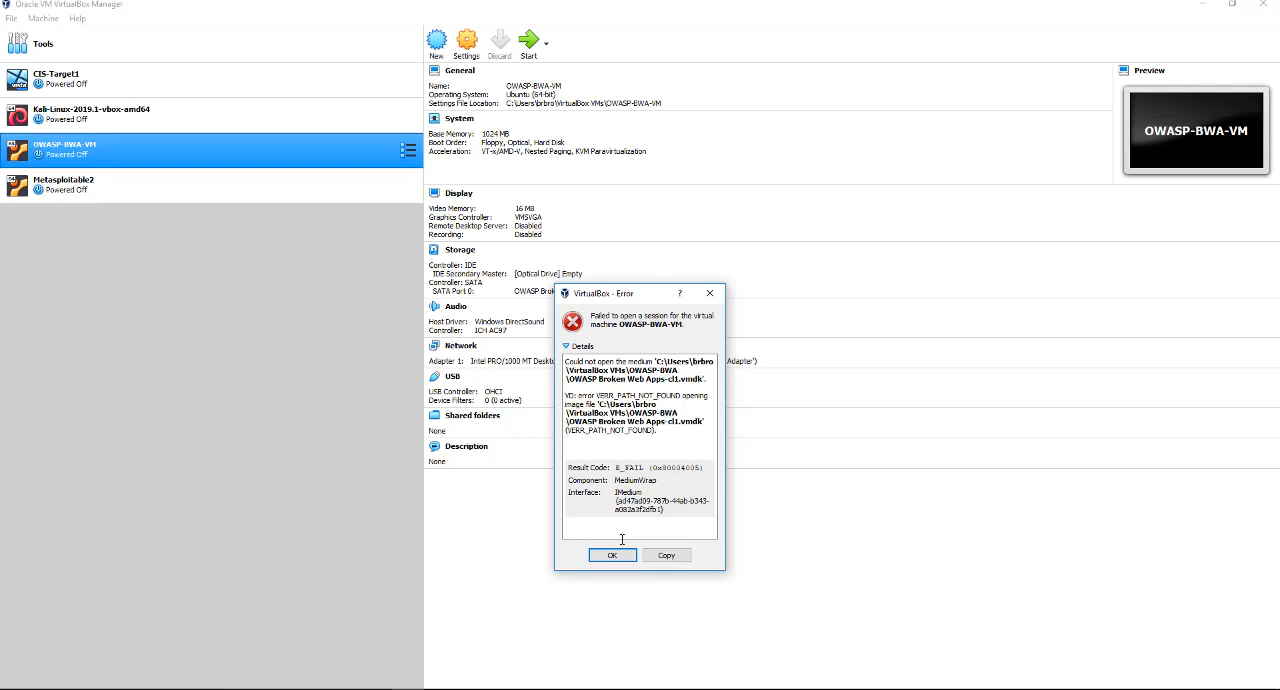 Oracle VM VirtualBox Manager
File Machine Help
Tools
CIS-Target1
Powered Off
Kali-Linux-2019.1-vbox-amd64
Powered Off
OWASP-BWA-VM
Powered Off
Metasploitable2
Powered Off
New Settings Discard Start
General
Name: OWASP-BWA-VM
Operating System: Ubuntu (64-bit)
Settings File Location: C:\Users\brbro\VirtualBox VMs\OWASP-BWA-VM
System
Base Memory: 1024 MB
Boot Order: Floppy, Optical, Hard Disk
Acceleration: VT-x/AMD-V, Nested Paging, KVM Paravirtualization
Preview
OWASP-BWA-VM
Display
Video Memory: 16 MB
Graphics Controller: VMSVGA
Remote Desktop Server: Disabled
Recording: Disabled
Storage
Controller: IDE
IDE Secondary Master: [Optical Drive] Empty
Controller: SATA
SATA Port 0: OWASP Brok
Audio
Host Driver: Windows DirectSound
Controller: ICH AC97
Network
Adapter 1: Intel PRO/1000 MT Deskto Adapter')
USB
USB Controller: OHCI
Device Filters: 0 (0 active)
Shared folders
None
Description
None
VirtualBox - Error ?
Failed to open a session for the virtual
machine OWASP-BWA-VM.
Details
Could not open the medium 'C:\Users\brbro
\VirtualBox VMs\OWASP-BWA
\OWASP Broken Web Apps-cl1.vmdk'.
VD: error VERR_PATH_NOT_FOUND opening
image file 'C:\Users\brbro
\VirtualBox VMs\OWASP-BWA
\OWASP Broken Web Apps-cl1.vmdk'
(VERR_PATH_NOT_FOUND).
Result Code: E_FAIL (0x80004005)
Component: MediumWrap
Interface: IMedium
{ad47ad09-787b-44ab-b343-
a082a3f2dfb1}
OK Copy